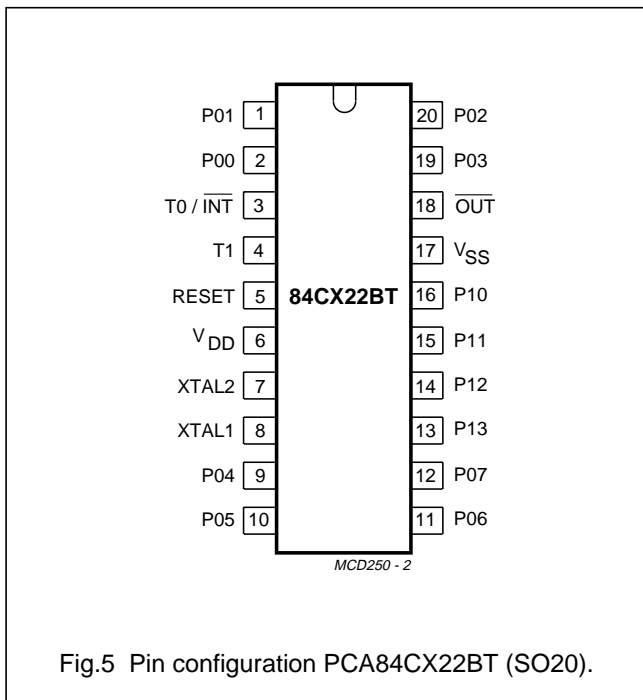 P01 1 20 P02
P00 2 19 P03
T0 / INT 3 18 OUT
T1 4 17 VSS
84CX22BT
RESET 5 16 P10
VDD 6 15 P11
XTAL2 7 14 P12
XTAL1 8 13 P13
P04 9 12 P07
P05 10 11 P06
MCD250 - 2
Fig.5 Pin configuration PCA84CX22BT (SO20).